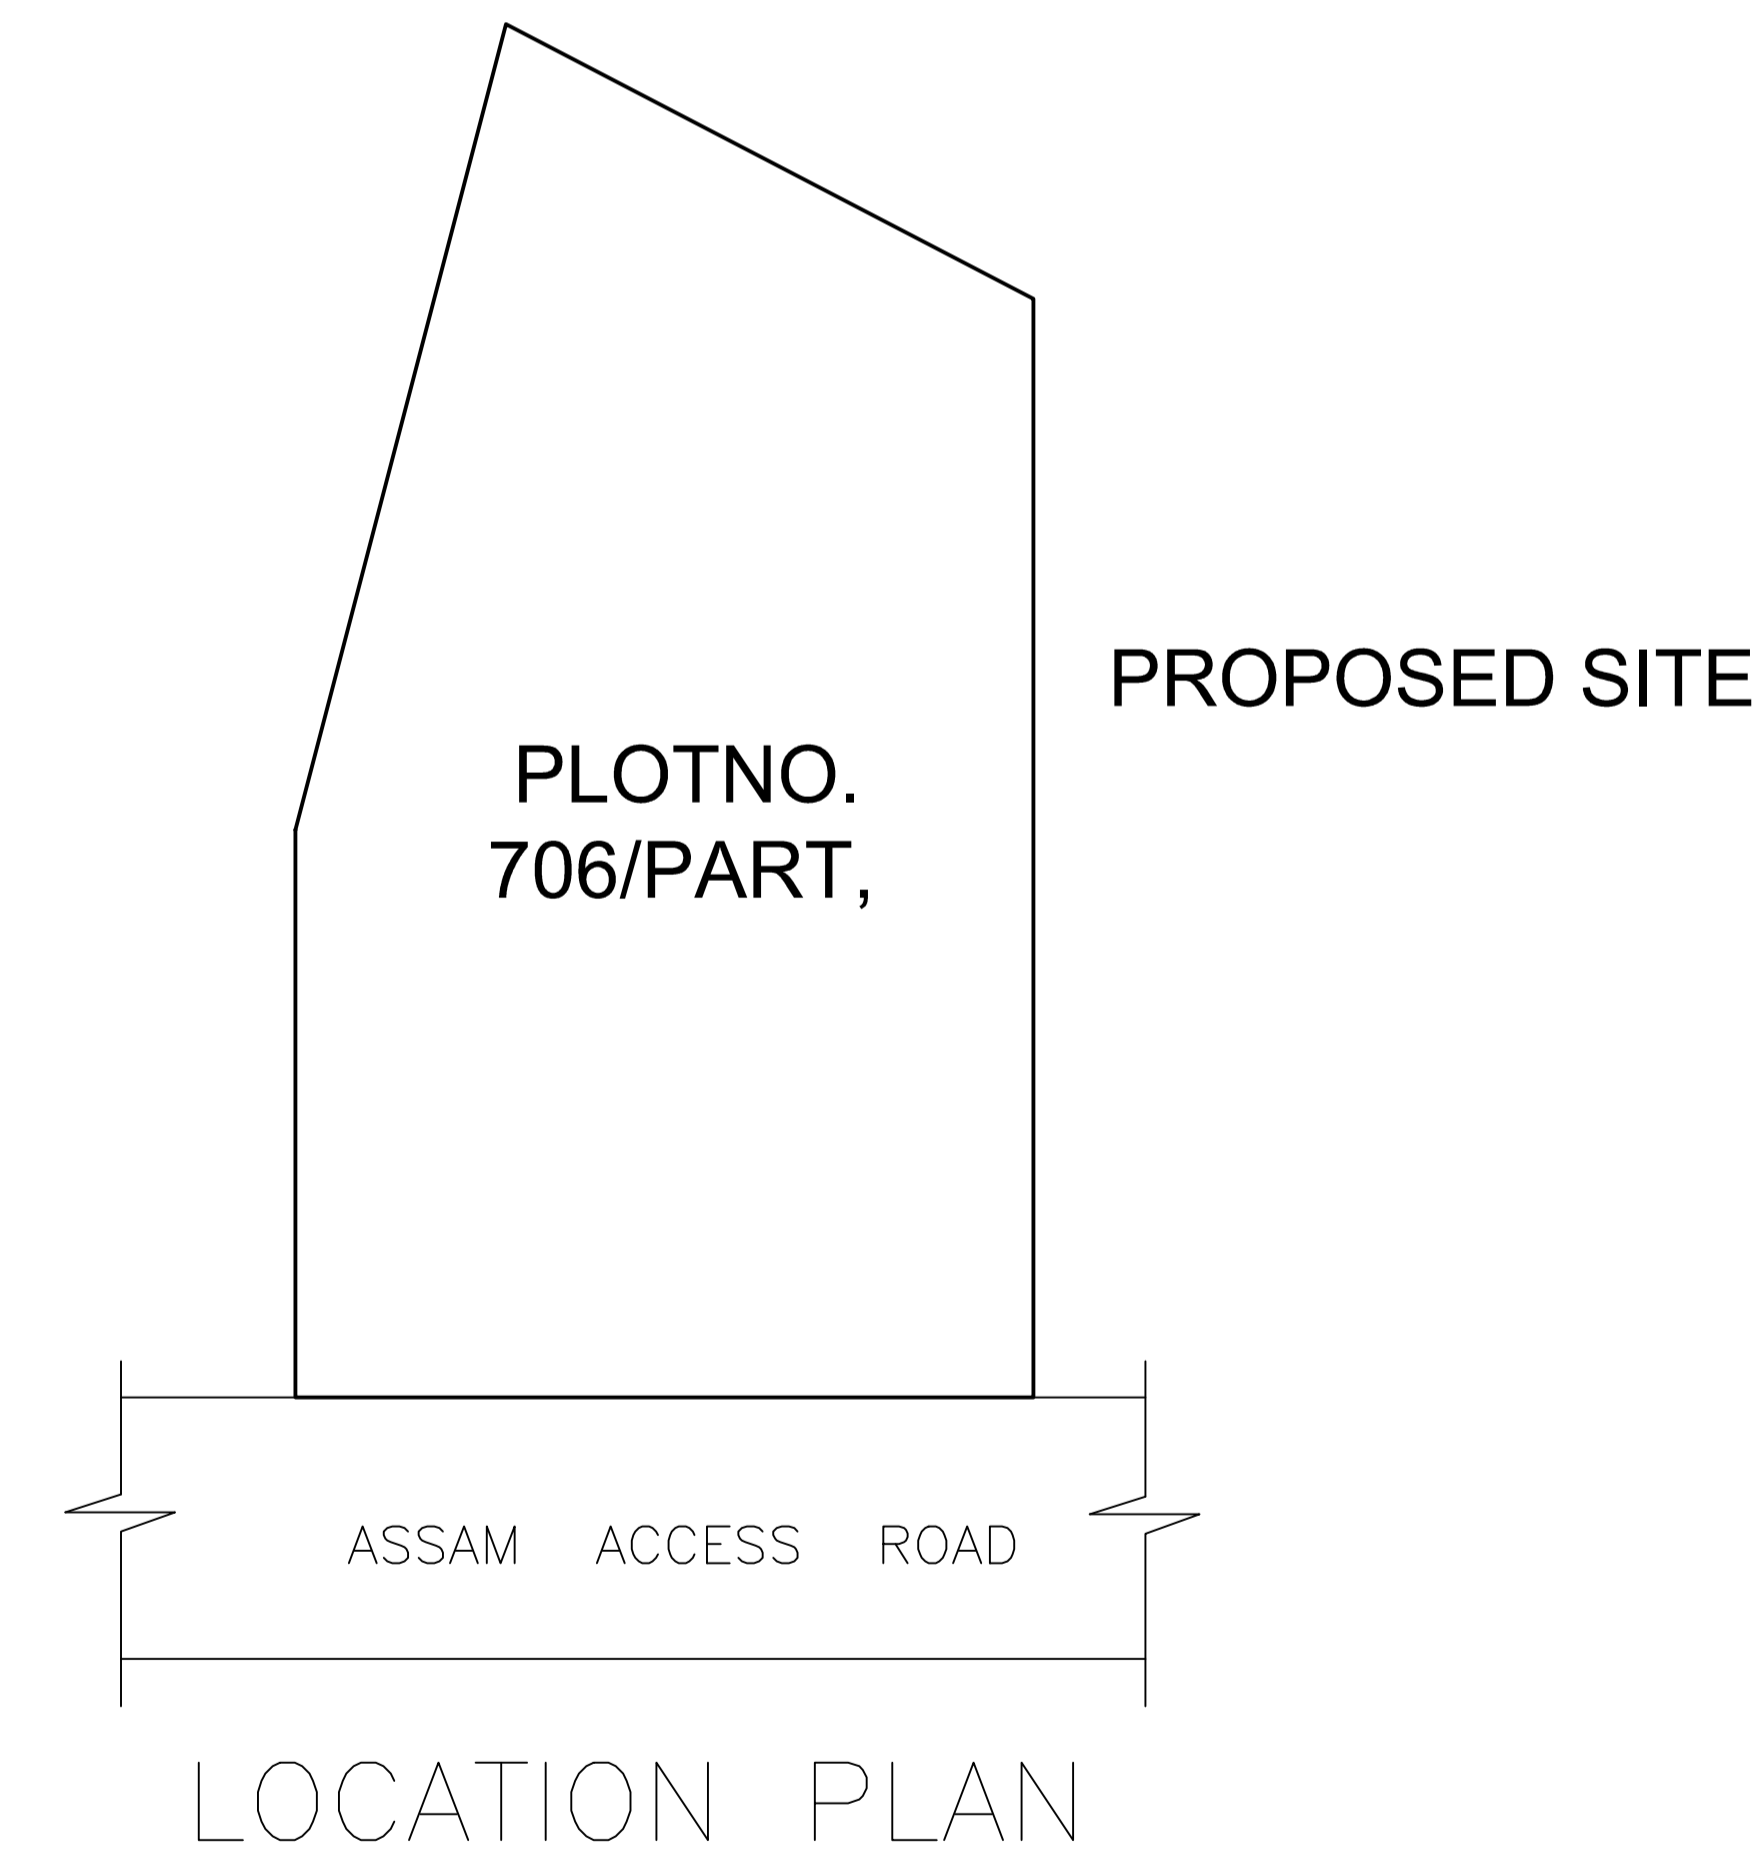 PROPOSED SITE
PLOTNO.
706/PART,
ASSAM ACCESS ROAD
LOCATION PLAN